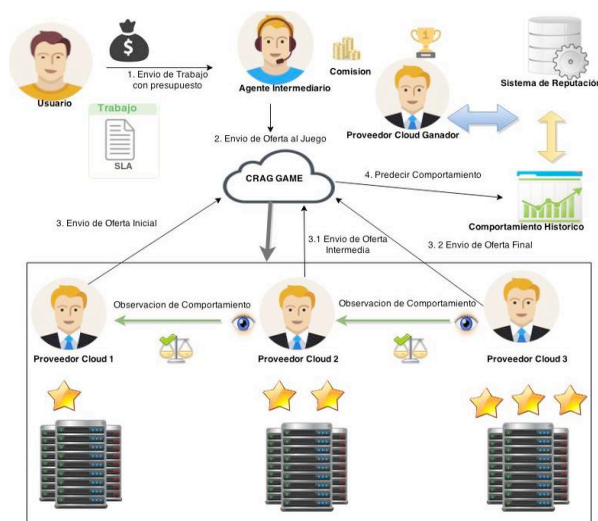 1. Envio de Trabajo
con presupuesto
Usuario
Agente Intermediario
Comision
Proveedor Cloud Ganador
Sistema de Reputación
Trabajo
SLA
2. Envio de Oferta al Juego
CRAG GAME
4. Predecir Comportamiento
Comportamiento Historico
3. Envio de Oferta Inicial
3.1 Envio de Oferta
Intermedia
3. 2 Envio de Oferta Final
Observacion de Comportamiento
Observacion de Comportamiento
Proveedor Cloud 1
Proveedor Cloud 2
Proveedor Cloud 3